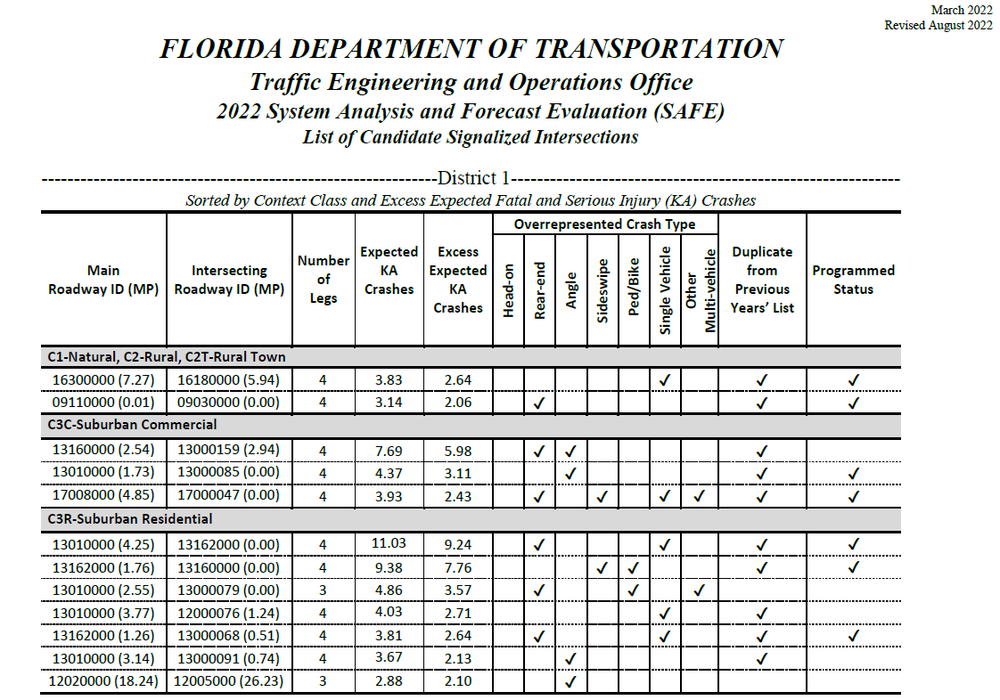 March 2022
Revised August 2022
FLORIDA DEPARTMENT OF TRANSPORTATION
Traffic Engineering and Operations Office
2022 System Analysis and Forecast Evaluation (SAFE)
List of Candidate Signalized Intersections
-------------------------------------------------------------District 1------------------------------------------------------------
Sorted by Context Class and Excess Expected Fatal and Serious Injury (KA) Crashes
Main Roadway ID (MP) Intersecting Roadway ID (MP) Number of Legs Expected KA Crashes Excess Expected KA Crashes Overrepresented Crash Type Duplicate from Previous Years' List Programmed Status
Head-on Rear-end Angle Sideswipe Ped/Bike Single Vehicle Other Multi-vehicle
C1-Natural, C2-Rural, C2T-Rural Town
16300000 (7.27) 16180000 (5.94) 4 3.83 2.64 ✓ ✓ ✓
09110000 (0.01) 09030000 (0.00) 4 3.14 2.06 ✓ ✓ ✓
C3C-Suburban Commercial
13160000 (2.54) 13000159 (2.94) 4 7.69 5.98 ✓ ✓ ✓
13010000 (1.73) 13000085 (0.00) 4 4.37 3.11 ✓ ✓ ✓
17008000 (4.85) 17000047 (0.00) 4 3.93 2.43 ✓ ✓ ✓ ✓ ✓ ✓
C3R-Suburban Residential
13010000 (4.25) 13162000 (0.00) 4 11.03 9.24 ✓ ✓ ✓ ✓
13162000 (1.76) 13160000 (0.00) 4 9.38 7.76 ✓ ✓ ✓ ✓
13010000 (2.55) 13000079 (0.00) 3 4.86 3.57 ✓ ✓ ✓
13010000 (3.77) 12000076 (1.24) 4 4.03 2.71 ✓ ✓
13162000 (1.26) 13000068 (0.51) 4 3.81 2.64 ✓ ✓ ✓ ✓
13010000 (3.14) 13000091 (0.74) 4 3.67 2.13 ✓ ✓
12020000 (18.24) 12005000 (26.23) 3 2.88 2.10 ✓